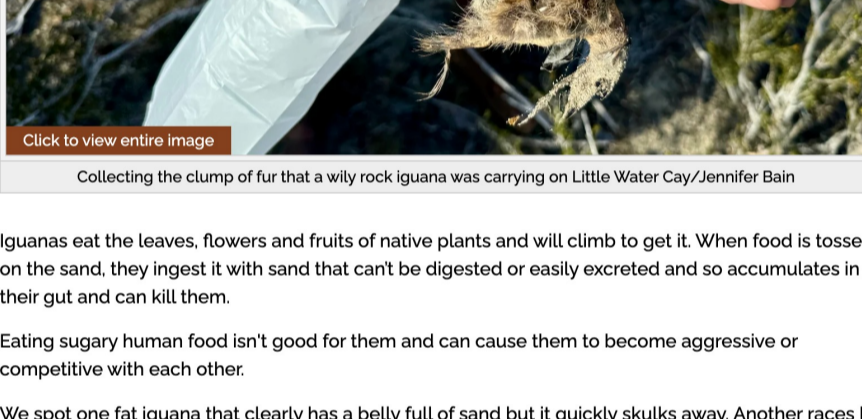 Click to view entire image
Collecting the clump of fur that a wily rock iguana was carrying on Little Water Cay/Jennifer Bain
Iguanas eat the leaves, flowers and fruits of native plants and will climb to get it. When food is tosse
on the sand, they ingest it with sand that can't be digested or easily excreted and so accumulates in
their gut and can kill them.
Eating sugary human food isn't good for them and can cause them to become aggressive or
competitive with each other.
We spot one fat iguana that clearly has a belly full of sand but it quickly skulks away. Another races